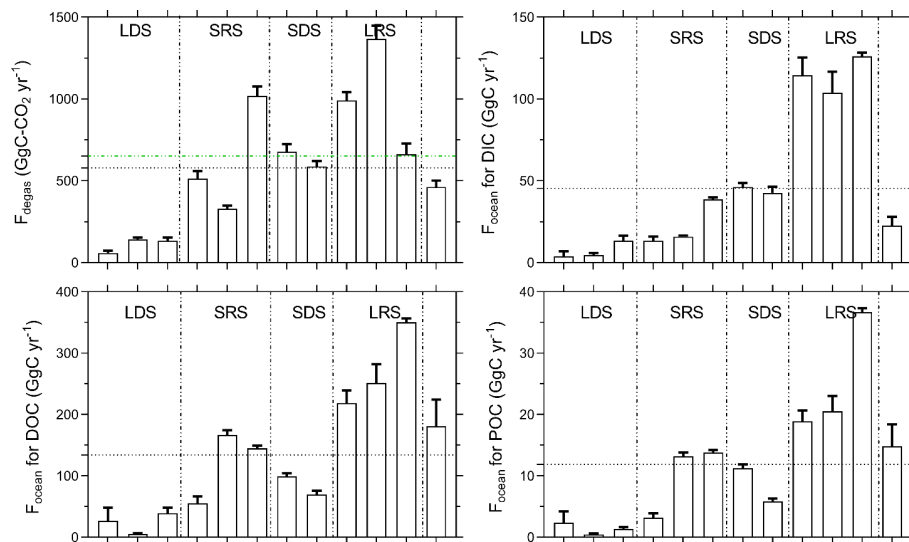 1500
1000
500
0
F_degas (GgC-CO₂ yr⁻¹)
LDS SRS SDS LRS
150
100
50
0
F_ocean for DIC (GgC yr⁻¹)
LDS SRS SDS LRS
400
300
200
100
0
F_ocean for DOC (GgC yr⁻¹)
LDS SRS SDS LRS
40
30
20
10
0
F_ocean for POC (GgC yr⁻¹)
LDS SRS SDS LRS